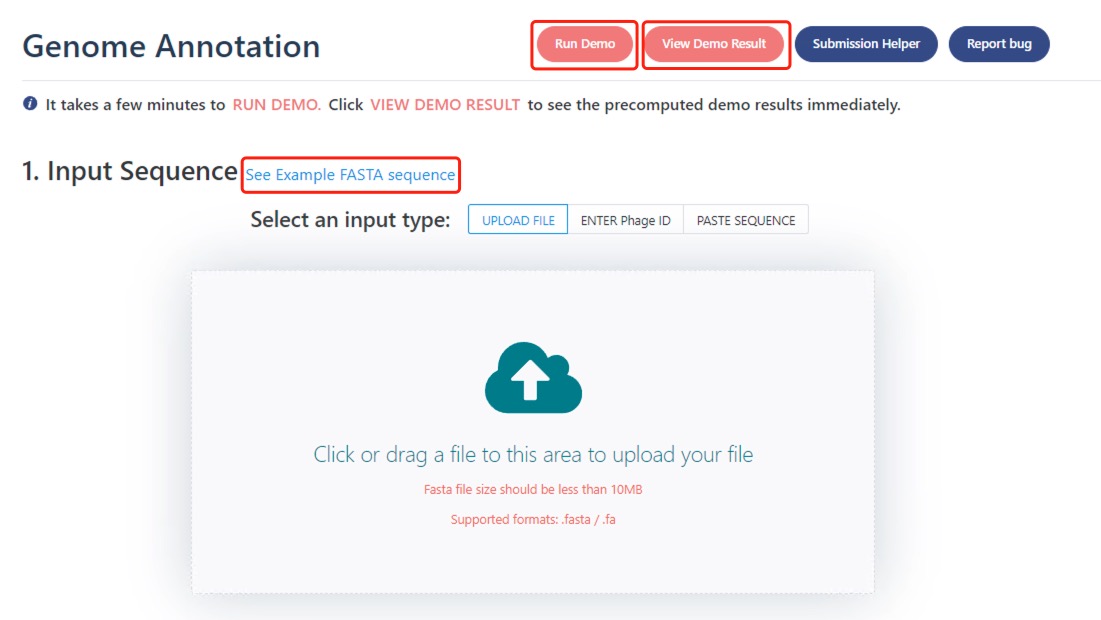 Genome Annotation
Run Demo
View Demo Result
Submission Helper
Report bug
i It takes a few minutes to RUN DEMO. Click VIEW DEMO RESULT to see the precomputed demo results immediately.
1. Input Sequence See Example FASTA sequence
Select an input type: UPLOAD FILE ENTER Phage ID PASTE SEQUENCE
Click or drag a file to this area to upload your file
Fasta file size should be less than 10MB
Supported formats: .fasta / .fa